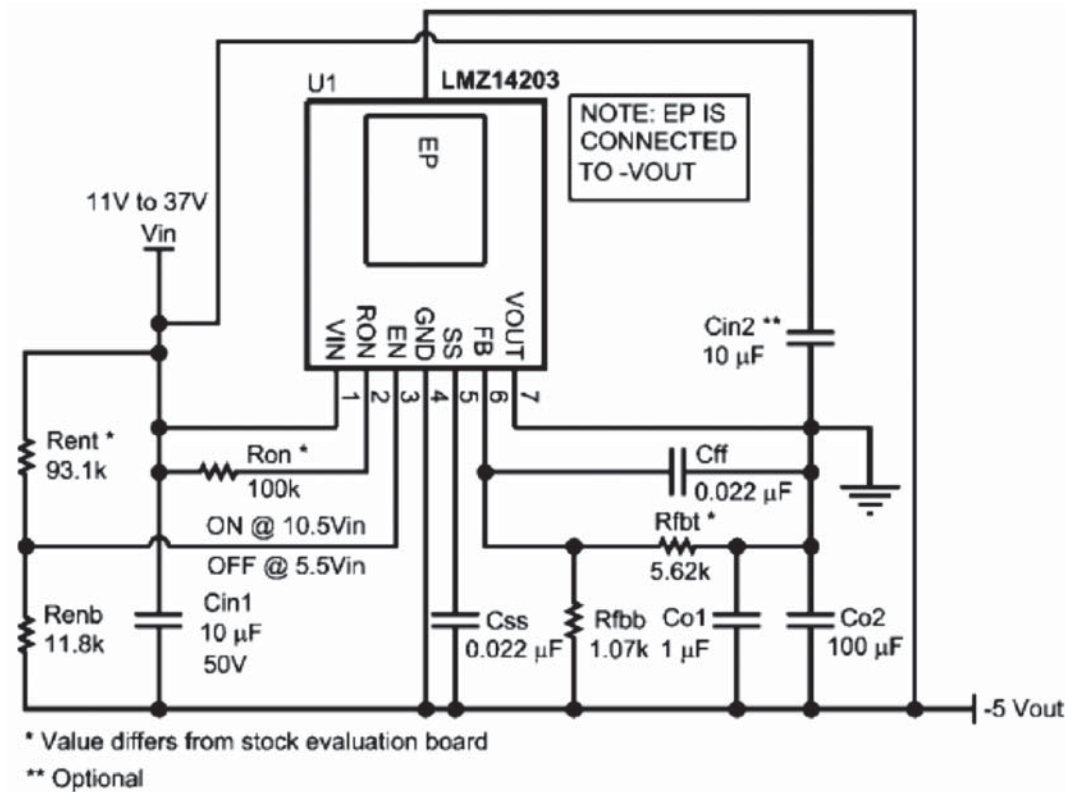 U1
LMZ14203
NOTE: EP IS
CONNECTED
TO -VOUT
EP
11V to 37V
Vin
VIN
RON
EN
GND
SS
FB
VOUT
1
2
3
4
5
6
7
Cin2 **
10 µF
Rent *
93.1k
Ron *
100k
Cff
0.022 µF
ON @ 10.5Vin
OFF @ 5.5Vin
Rfbt *
5.62k
Renb
11.8k
Cin1
10 µF
50V
Css
0.022 µF
Rfbb
1.07k
Co1
1 µF
Co2
100 µF
-5 Vout
* Value differs from stock evaluation board
** Optional